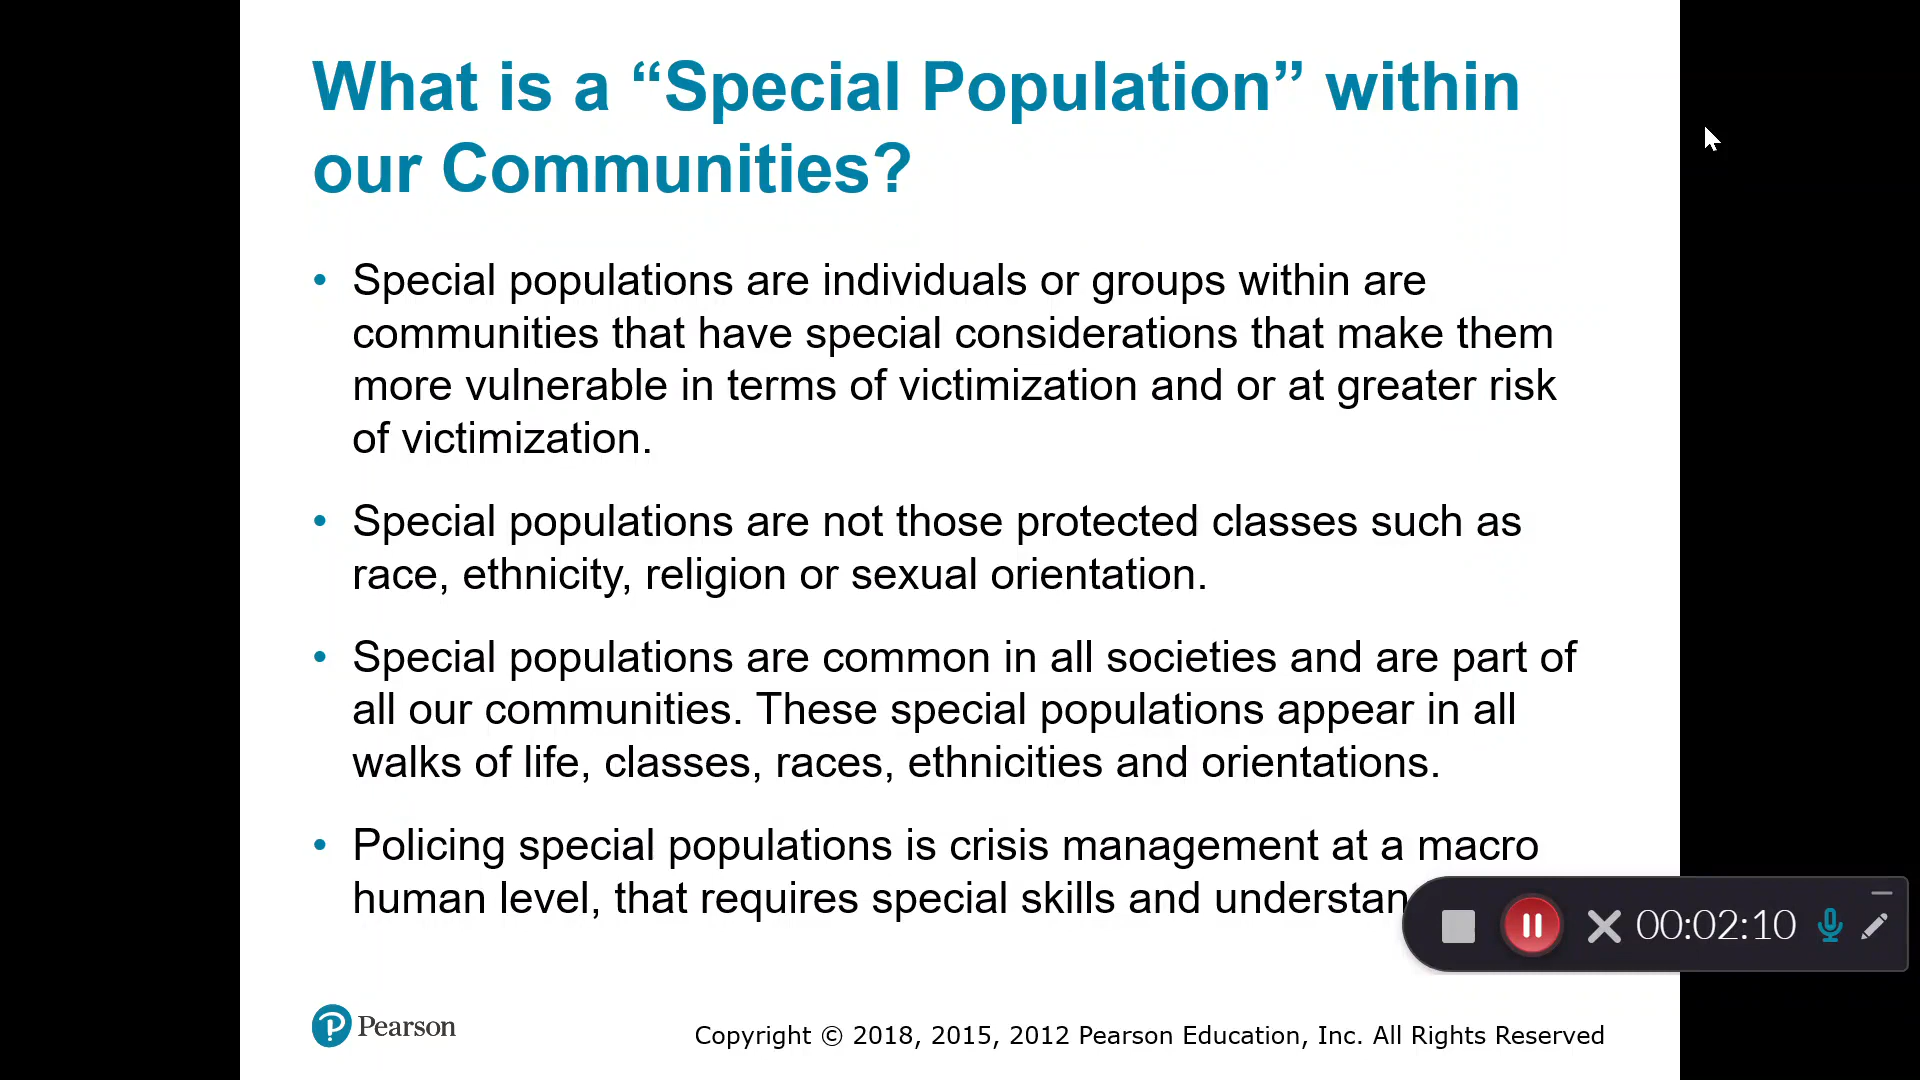 What is a “Special Population” within
our Communities?
• Special populations are individuals or groups within are
communities that have special considerations that make them
more vulnerable in terms of victimization and or at greater risk
of victimization.
• Special populations are not those protected classes such as
race, ethnicity, religion or sexual orientation.
• Special populations are common in all societies and are part of
all our communities. These special populations appear in all
walks of life, classes, races, ethnicities and orientations.
• Policing special populations is crisis management at a macro
human level, that requires special skills and
00:02:10
Pearson
Copyright © 2018, 2015, 2012 Pearson Education, Inc. All Rights Reserved